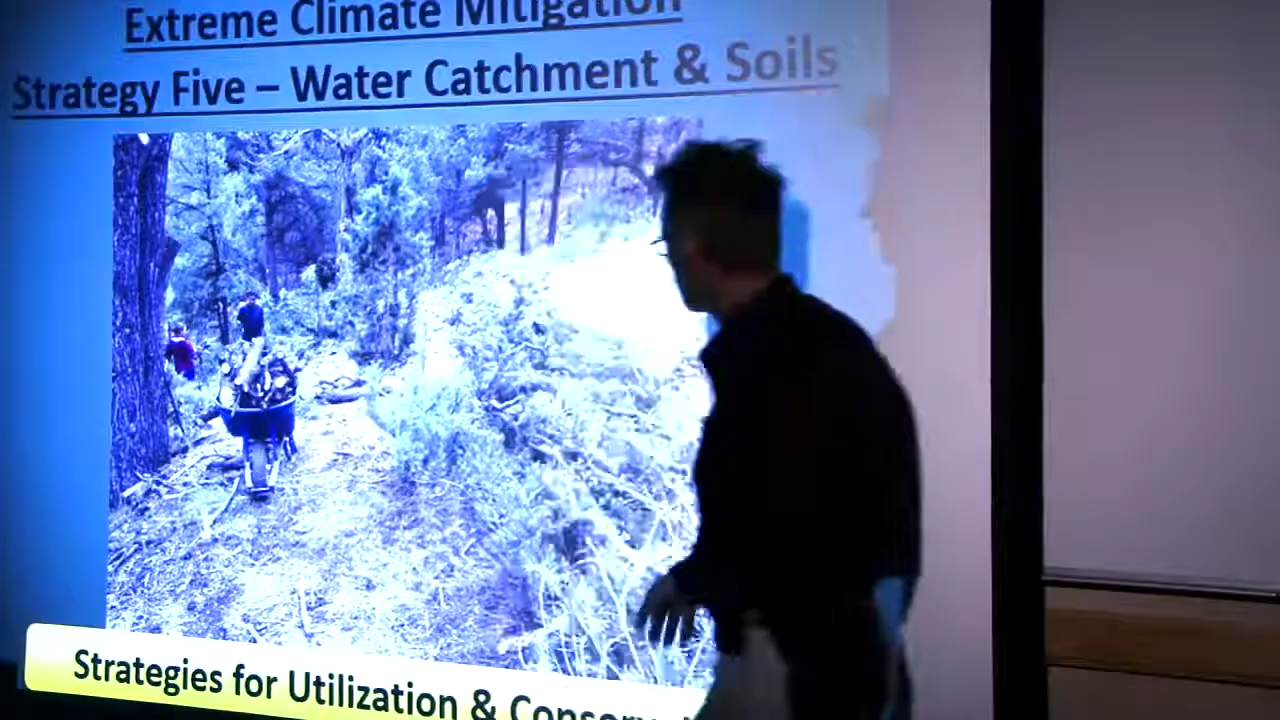 Extreme Climate Mitigation
Strategy Five – Water Catchment & Soils
Strategies for Utilization &